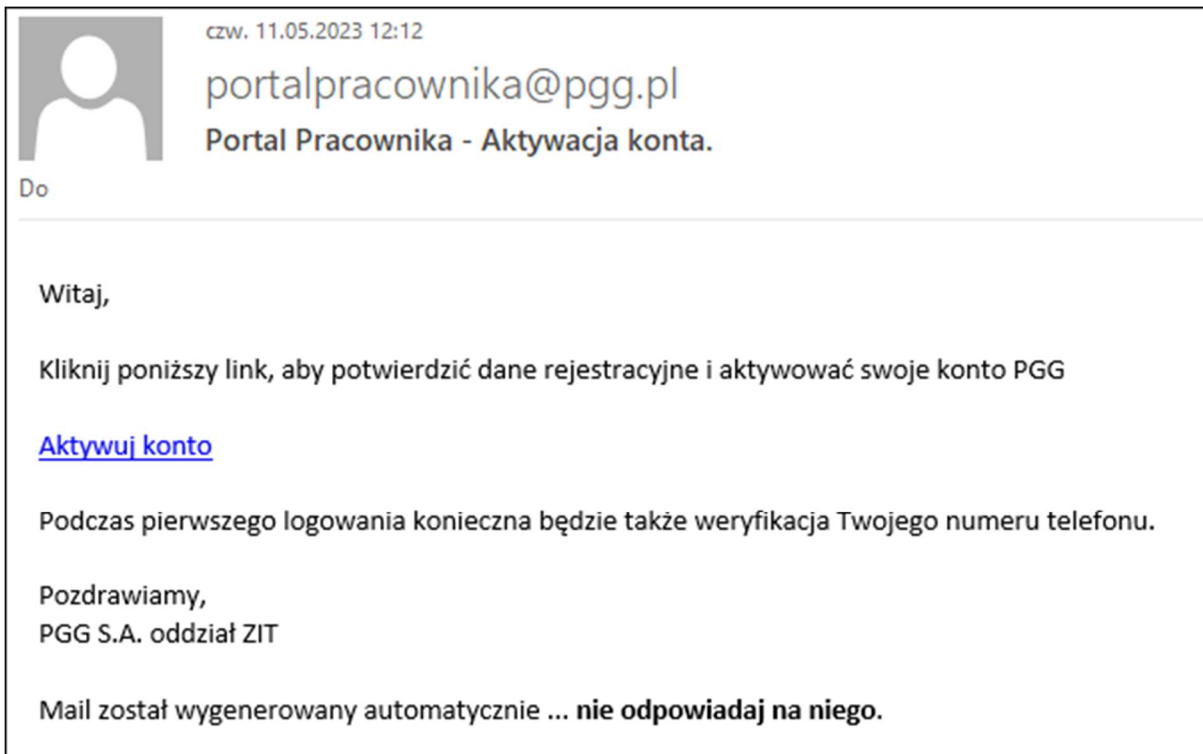 czw. 11.05.2023 12:12
portalpracownika@pgg.pl
Portal Pracownika - Aktywacja konta.
Do
Witaj,
Kliknij poniższy link, aby potwierdzić dane rejestracyjne i aktywować swoje konto PGG
Aktywuj konto
Podczas pierwszego logowania konieczna będzie także weryfikacja Twojego numeru telefonu.
Pozdrawiamy,
PGG S.A. oddział ZIT
Mail został wygenerowany automatycznie ... nie odpowiadaj na niego.